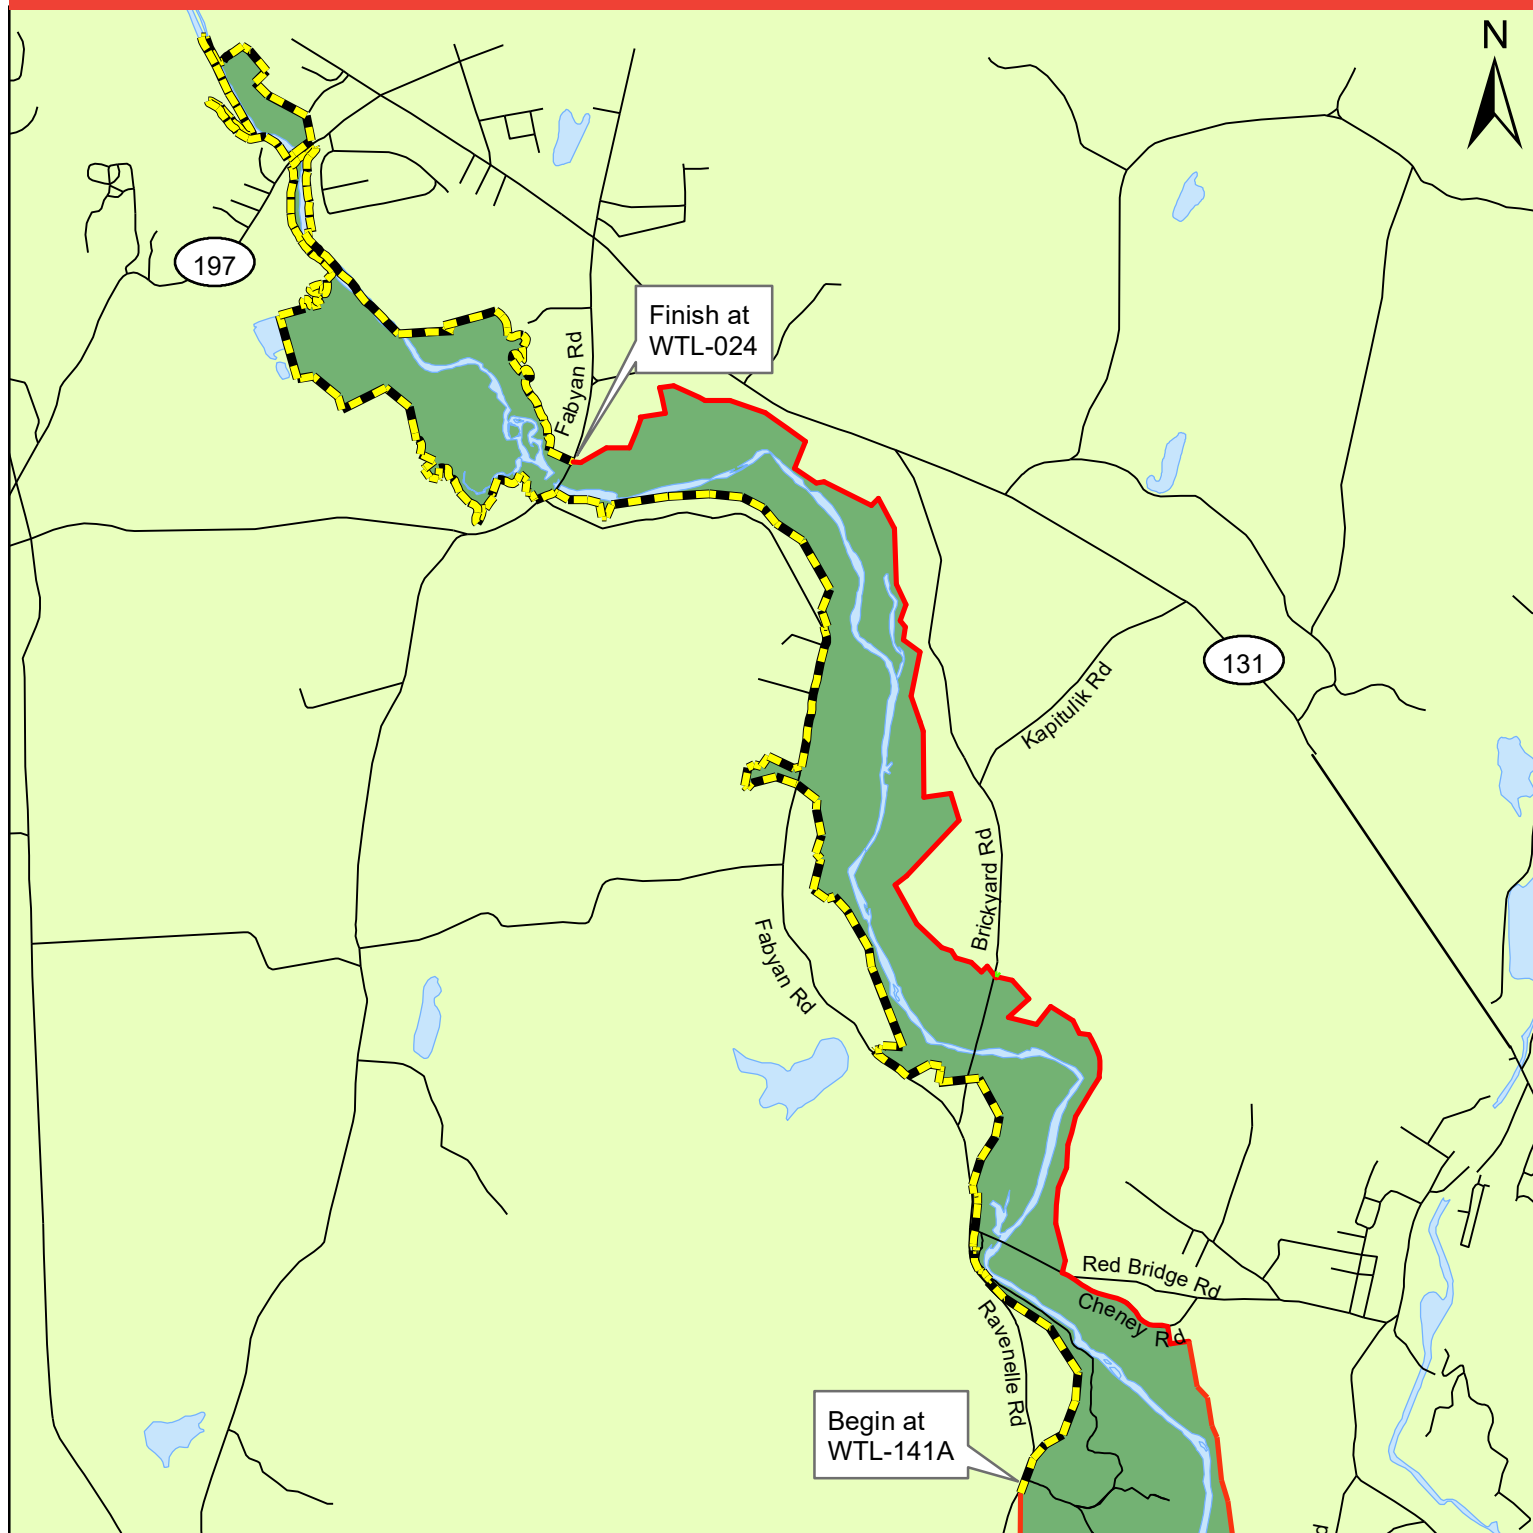 N
197
Finish at
WTL-024
Fabyan Rd
131
Kapitulik Rd
Brickyard Rd
Fabyan Rd
Red Bridge Rd
Cheney Rd
Ravenelle Rd
Begin at
WTL-141A